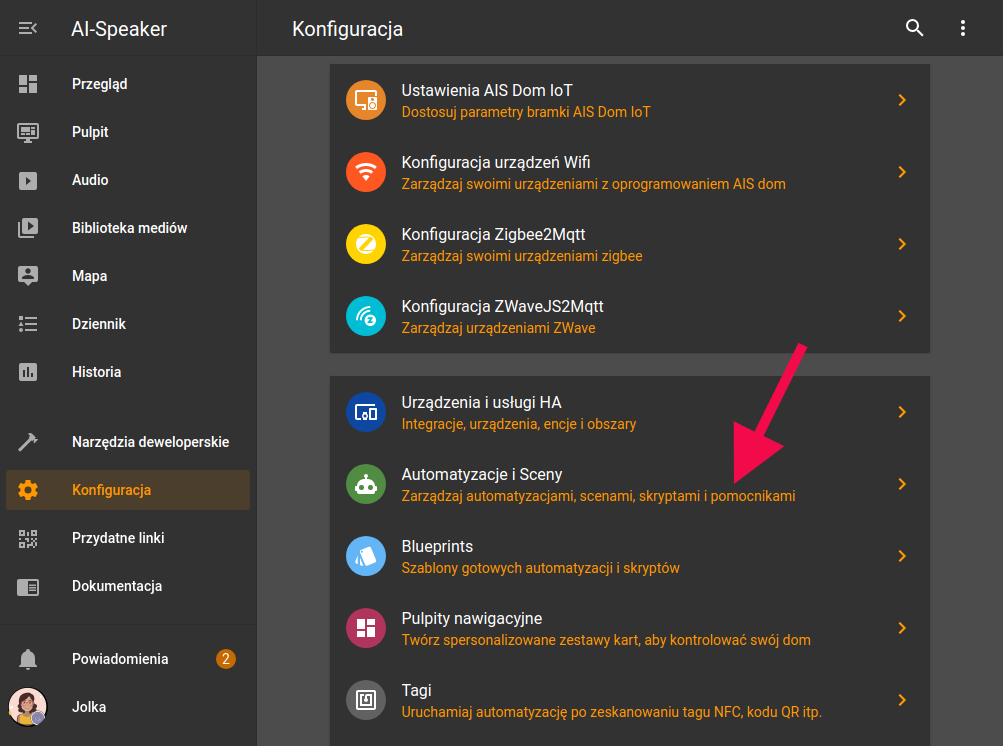 AI-Speaker
Przegląd
Pulpit
Audio
Biblioteka mediów
Mapa
Dziennik
Historia
Narzędzia deweloperskie
Konfiguracja
Przydatne linki
Dokumentacja
Powiadomienia
2
Jolka
Konfiguracja
Ustawienia AIS Dom IoT
Dostosuj parametry bramki AIS Dom IoT
Konfiguracja urządzeń Wifi
Zarządzaj swoimi urządzeniami z oprogramowaniem AIS dom
Konfiguracja Zigbee2Mqtt
Zarządzaj swoimi urządzeniami zigbee
Konfiguracja ZWaveJS2Mqtt
Zarządzaj urządzeniami ZWave
Urządzenia i usługi HA
Integracje, urządzenia, encje i obszary
Automatyzacje i Sceny
Zarządzaj automatyzacjami, scenami, skryptami i pomocnikami
Blueprints
Szablony gotowych automatyzacji i skryptów
Pulpity nawigacyjne
Twórz spersonalizowane zestawy kart, aby kontrolować swój dom
Tagi
Uruchamiaj automatyzację po zeskanowaniu tagu NFC, kodu QR itp.